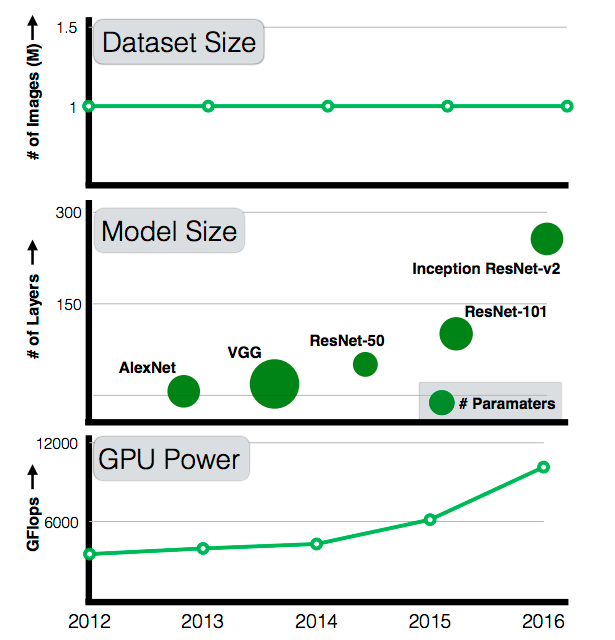 1.5
Dataset Size
# of Images (M) →
1
300
Model Size
Inception ResNet-v2
# of Layers →
150
ResNet-101
ResNet-50
VGG
AlexNet
# Paramaters
12000
GPU Power
GFlops →
6000
2012 2013 2014 2015 2016